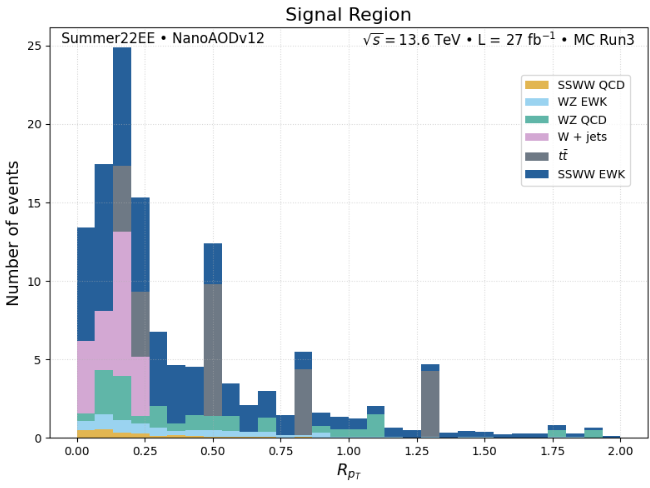 Signal Region
Summer22EE • NanoAODv12
√s = 13.6 TeV • L = 27 fb⁻¹ • MC Run3
SSWW QCD
WZ EWK
WZ QCD
W + jets
tt̄
SSWW EWK
Number of events
25
20
15
10
5
0
0.00 0.25 0.50 0.75 1.00 1.25 1.50 1.75 2.00
R_{p_T}